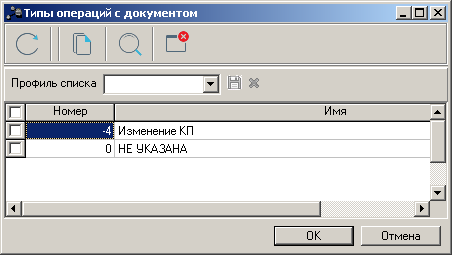 Типы операций с документом
Профиль списка
Номер Имя
-4 Изменение КП
0 НЕ УКАЗАНА
OK Отмена